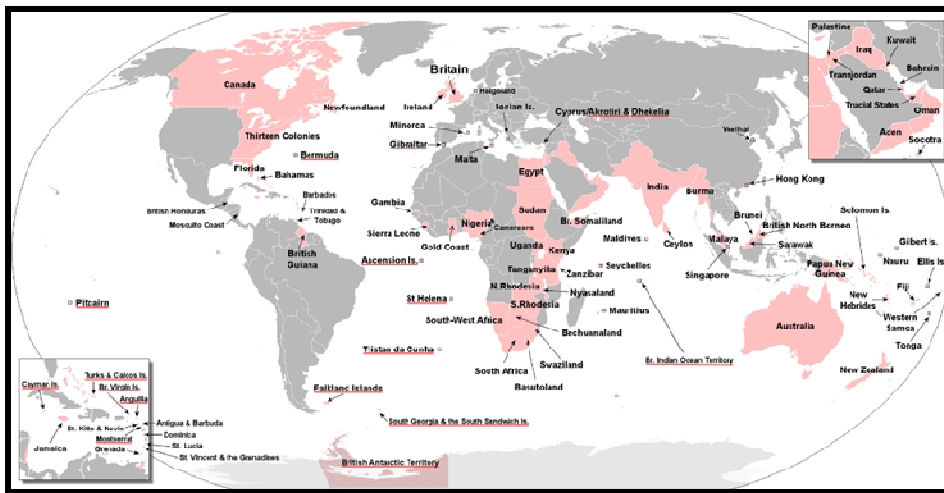 Palestine
Iraq
Kuwait
Bahrain
Transjordan
Qatar
Trucial States
Oman
Aden
Socotra
Canada
Newfoundland
Britain
Heligoland
Ireland
Ionian Is.
Minorca
Cyprus/Akrotiri & Dhekelia
Gibraltar
Malta
Weihai
Thirteen Colonies
Bermuda
Florida
Bahamas
Egypt
India
Burma
Hong Kong
British Honduras
Barbados
Trinidad &
Tobago
Mosquito Coast
Gambia
Sudan
Nigeria
Cameroons
Br. Somaliland
Solomon Is.
Brunei
British North Borneo
Sierra Leone
Gold Coast
Maldives
Ceylon
Malaya
Sarawak
Gilbert Is.
British
Guiana
Uganda
Kenya
Ascension Is.
Tanganyika
Zanzibar
Seychelles
Singapore
Papua New
Guinea
Nauru
Ellis Is
Pitcairn
St Helena
N.Rhodesia
Nyasaland
S.Rhodesia
Mauritius
New
Hebrides
Fiji
Western
Samoa
South-West Africa
Bechuanaland
Australia
Tonga
Tristan da Cunha
Swaziland
Br. Indian Ocean Territory
South Africa
Basutoland
New Zealand
Falkland Islands
South Georgia & the South Sandwich Is.
British Antarctic Territory
Cayman Is.
Turks & Caicos Is.
Br. Virgin Is.
Anguilla
St. Kitts & Nevis
Antigua & Barbuda
Montserrat
Dominica
Jamaica
Grenada
St. Lucia
St. Vincent & the Grenadines